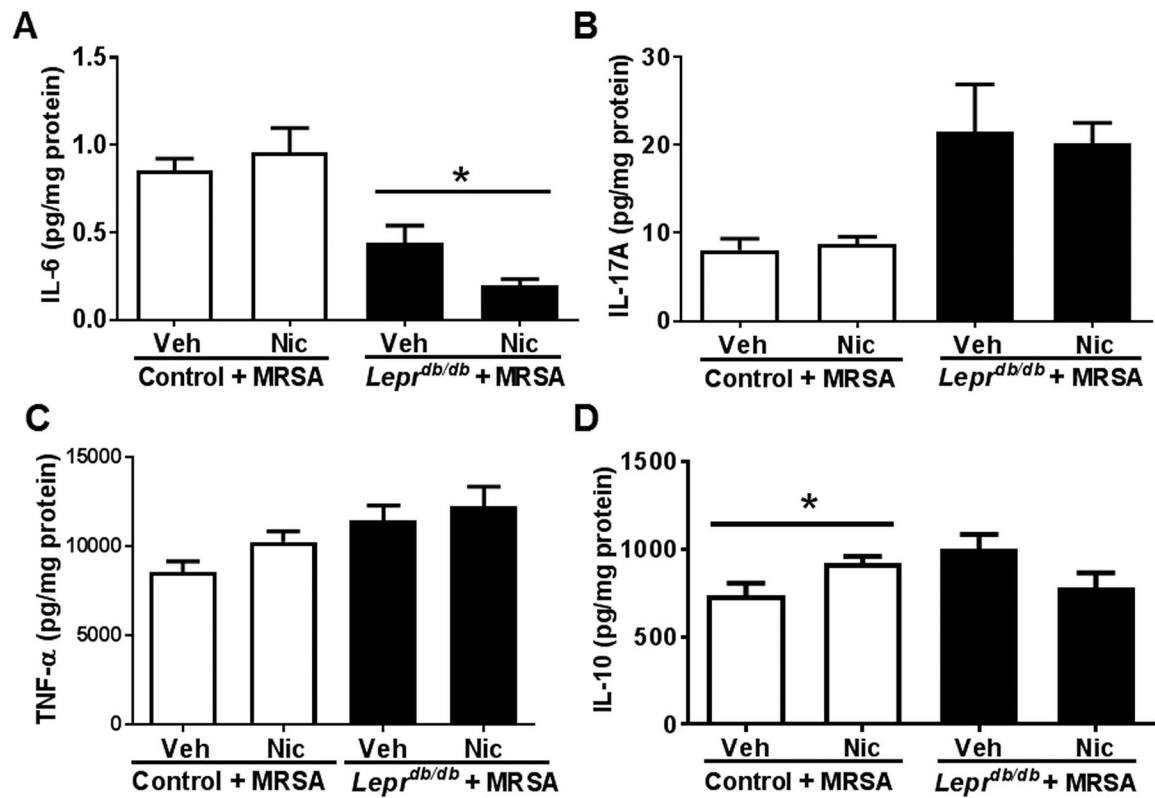 A
IL-6 (pg/mg protein)
1.5
1.0
0.5
0.0
*
Veh Nic Veh Nic
Control + MRSA Lepr^db/db + MRSA
B
IL-17A (pg/mg protein)
30
20
10
0
Veh Nic Veh Nic
Control + MRSA Lepr^db/db + MRSA
C
TNF-α (pg/mg protein)
15000
10000
5000
0
Veh Nic Veh Nic
Control + MRSA Lepr^db/db + MRSA
D
IL-10 (pg/mg protein)
1500
1000
500
0
*
Veh Nic Veh Nic
Control + MRSA Lepr^db/db + MRSA